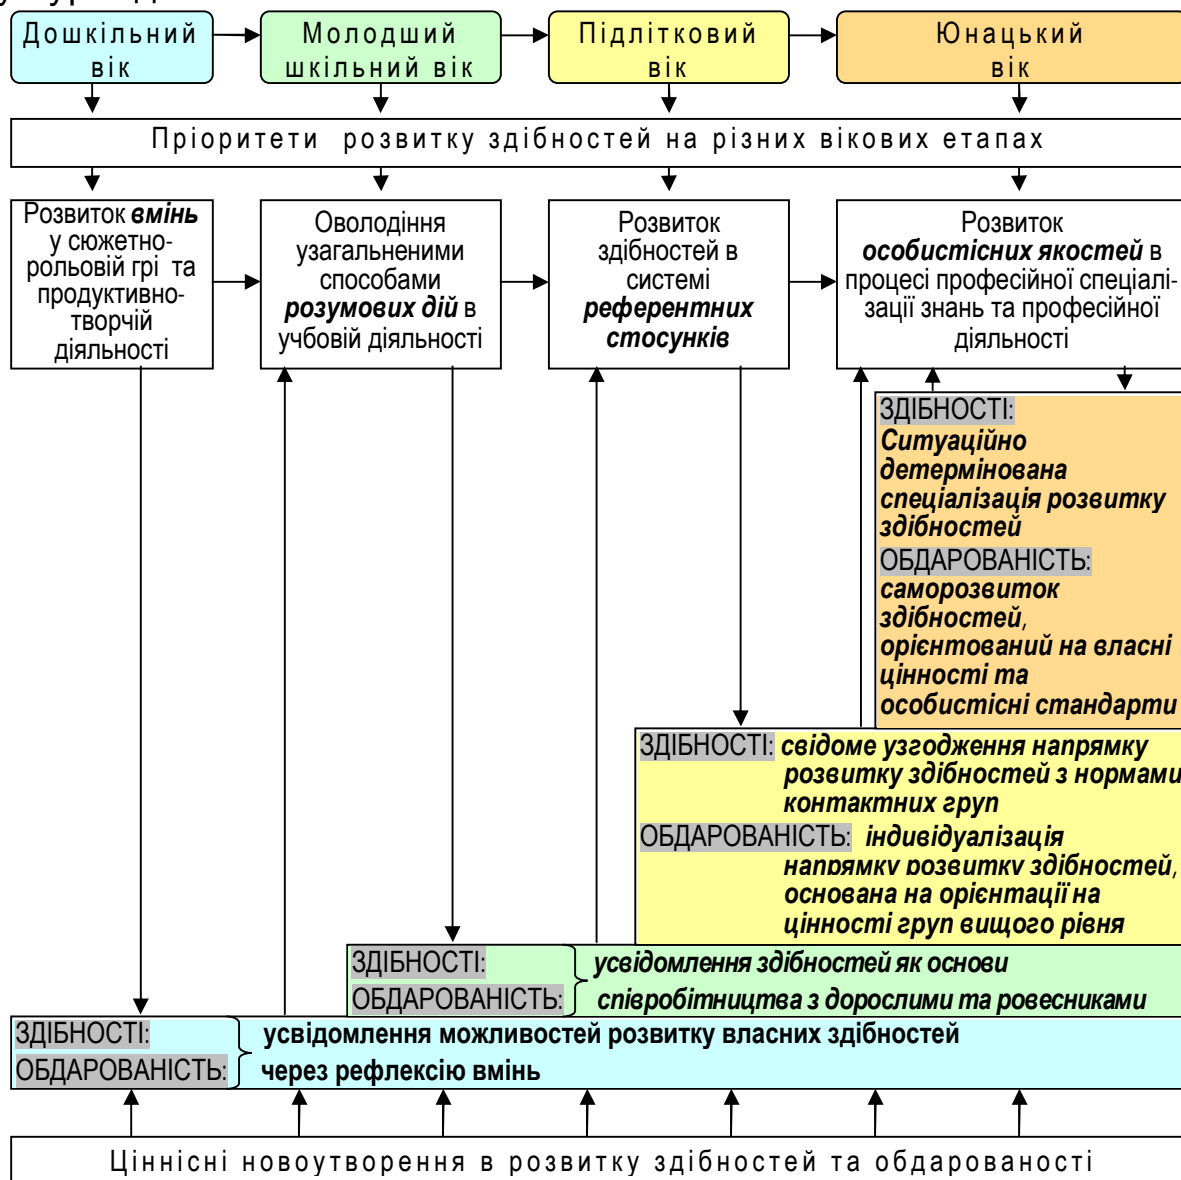 Дошкільний
вік
Молодший
шкільний вік
Підлітковий
вік
Юнацький
вік
Пріоритети розвитку здібностей на різних вікових етапах
Розвиток вмінь
у сюжетно-
рольовій грі та
продуктивно-
творчій
діяльності
Оволодіння
узагальненими
способами
розумових дій в
учбовій діяльності
Розвиток
здібностей в
системі
референтних
стосунків
Розвиток
особистісних якостей в
процесі професійної спеціалі-
зації знань та професійної
діяльності
ЗДІБНОСТІ:
Ситуаційно
детермінована
спеціалізація розвитку
здібностей
ОБДАРОВАНІСТЬ:
саморозвиток
здібностей,
орієнтований на власні
цінності та
особистісні стандарти
ЗДІБНОСТІ: свідоме узгодження напрямку
розвитку здібностей з нормами
контактних груп
ОБДАРОВАНІСТЬ: індивідуалізація
напрямку розвитку здібностей,
основана на орієнтації на
цінності груп вищого рівня
ЗДІБНОСТІ: усвідомлення здібностей як основи
ОБДАРОВАНІСТЬ: співробітництва з дорослими та ровесниками
ЗДІБНОСТІ: усвідомлення можливостей розвитку власних здібностей
ОБДАРОВАНІСТЬ: через рефлексію вмінь
Ціннісні новоутворення в розвитку здібностей та обдарованості